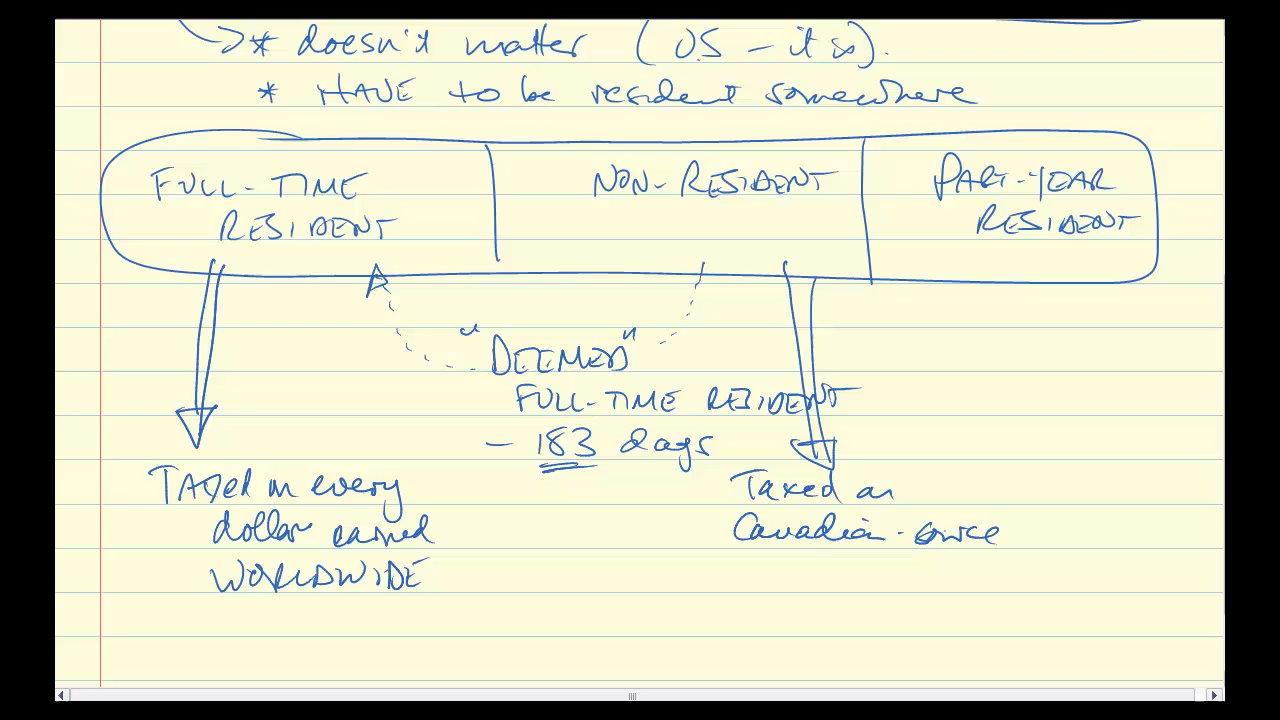 * doesn't matter (U.S - it is).
* HAVE to be resident somewhere
FULL-TIME RESIDENT
NON-RESIDENT
PART-YEAR RESIDENT
"DEEMED"
FULL-TIME RESIDENT
- 183 days
Taxed on every
dollar earned
WORLDWIDE
Taxed on
Canadian-source